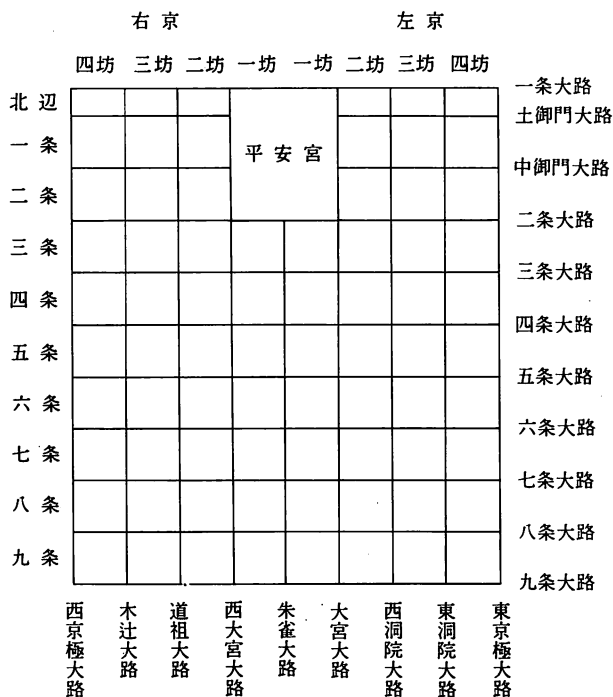 右京 左京
四坊 三坊 二坊 一坊 一坊 二坊 三坊 四坊
一条大路
北辺
土御門大路
一条
平安宮
中御門大路
二条
二条大路
三条
三条大路
四条
四条大路
五条
五条大路
六条
六条大路
七条
七条大路
八条
八条大路
九条
九条大路
西京極大路
木辻大路
道祖大路
西大宮大路
朱雀大路
大宮大路
西洞院大路
東洞院大路
東京極大路